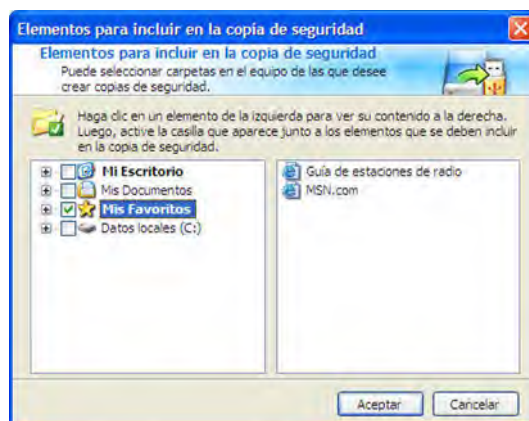 Elementos para incluir en la copia de seguridad
Elementos para incluir en la copia de seguridad
Puede seleccionar carpetas en el equipo de las que desee
crear copias de seguridad.
Haga clic en un elemento de la izquierda para ver su contenido a la derecha.
Luego, active la casilla que aparece junto a los elementos que se deben incluir
en la copia de seguridad.
Mi Escritorio
Mis Documentos
Mis Favoritos
Datos locales (C:)
Guía de estaciones de radio
MSN.com
Aceptar
Cancelar